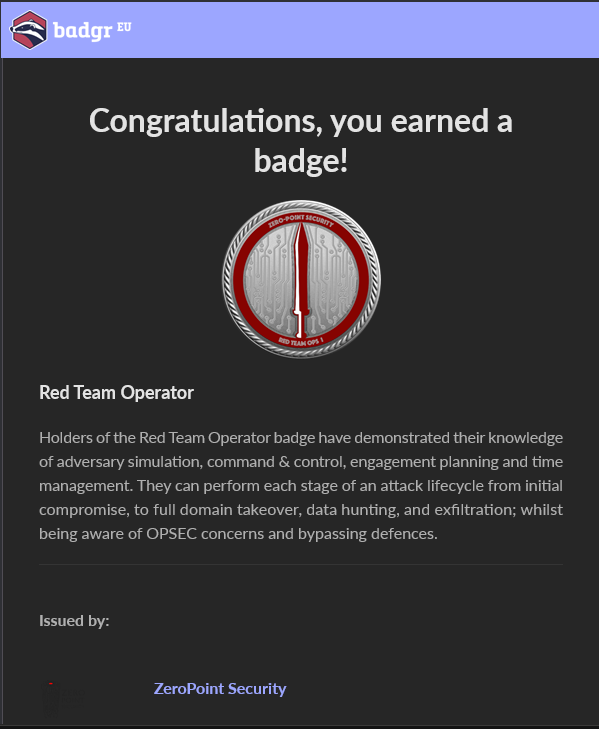 badgr EU
Congratulations, you earned a
badge!
ZERO-POINT SECURITY
RED TEAM OPS I
Red Team Operator
Holders of the Red Team Operator badge have demonstrated their knowledge
of adversary simulation, command & control, engagement planning and time
management. They can perform each stage of an attack lifecycle from initial
compromise, to full domain takeover, data hunting, and exfiltration; whilst
being aware of OPSEC concerns and bypassing defences.
Issued by:
ZeroPoint Security